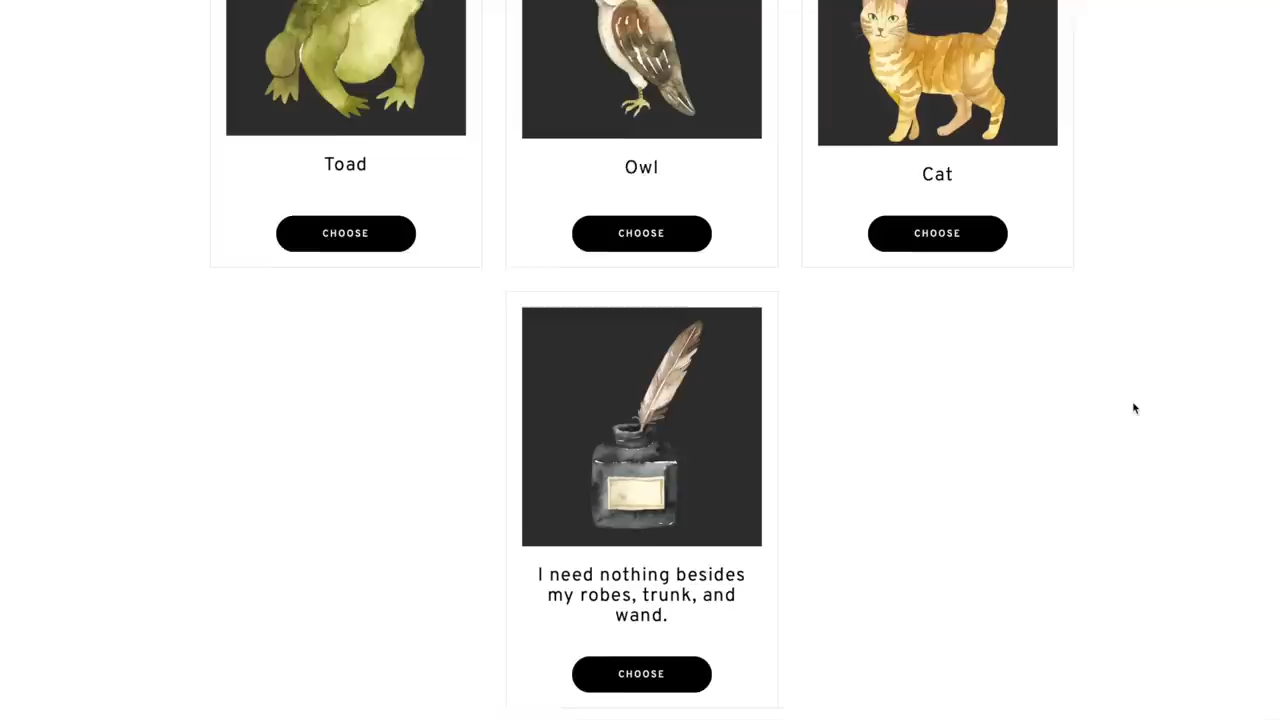 Toad
Owl
Cat
CHOOSE
CHOOSE
CHOOSE
I need nothing besides
my robes, trunk, and
wand.
CHOOSE